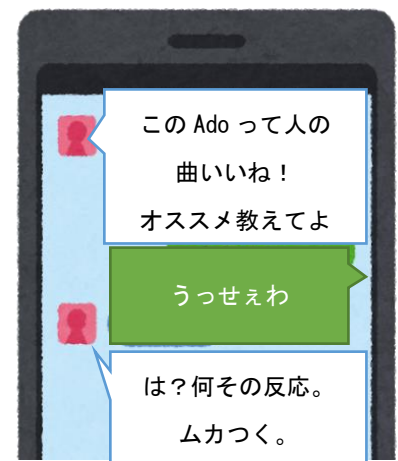 このAdoって人の
曲いいね！
オススメ教えてよ
うっせぇわ
は？何その反応。
ムカつく。